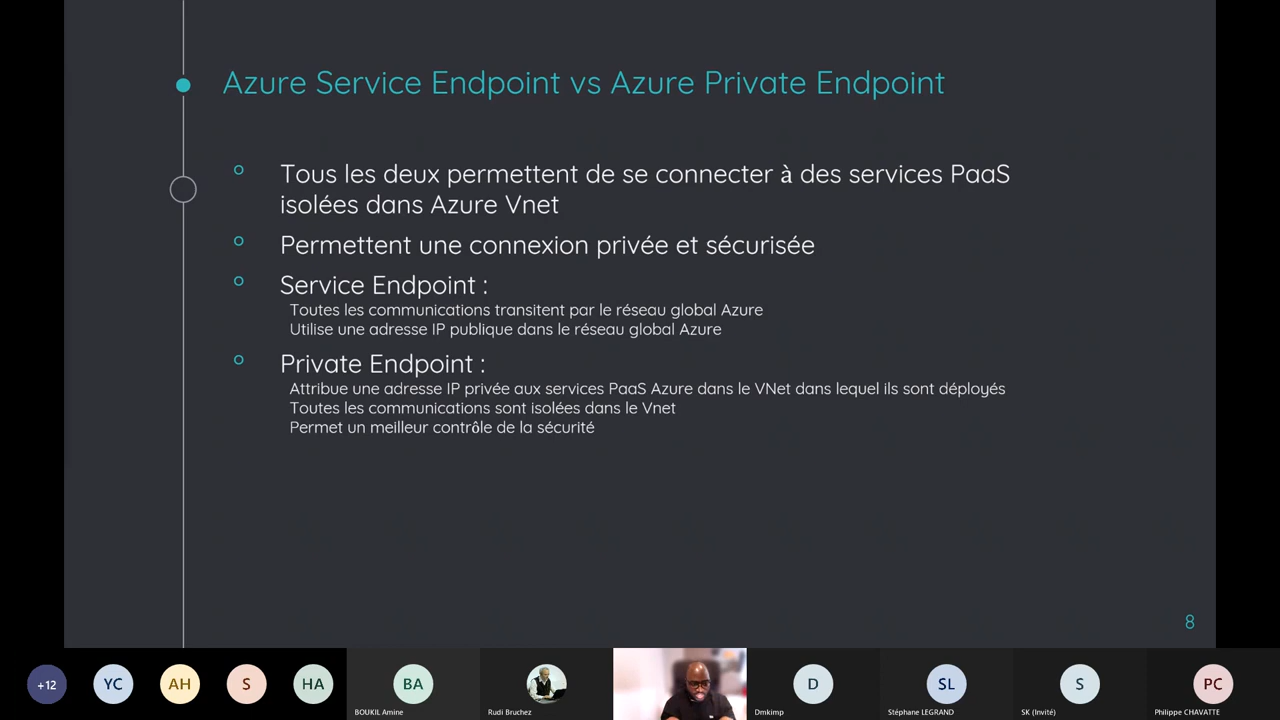 Azure Service Endpoint vs Azure Private Endpoint
Tous les deux permettent de se connecter à des services PaaS
isolées dans Azure Vnet
Permettent une connexion privée et sécurisée
Service Endpoint :
Toutes les communications transitent par le réseau global Azure
Utilise une adresse IP publique dans le réseau global Azure
Private Endpoint :
Attribue une adresse IP privée aux services PaaS Azure dans le VNet dans lequel ils sont déployés
Toutes les communications sont isolées dans le Vnet
Permet un meilleur contrôle de la sécurité
8
+12
YC
AH
S
HA
BA
D
SL
S
PC
BOUKIL Amine
Rudi Bruchez
Dmkimp
Stéphane LEGRAND
SK (Invité)
Philippe CHAVATTE